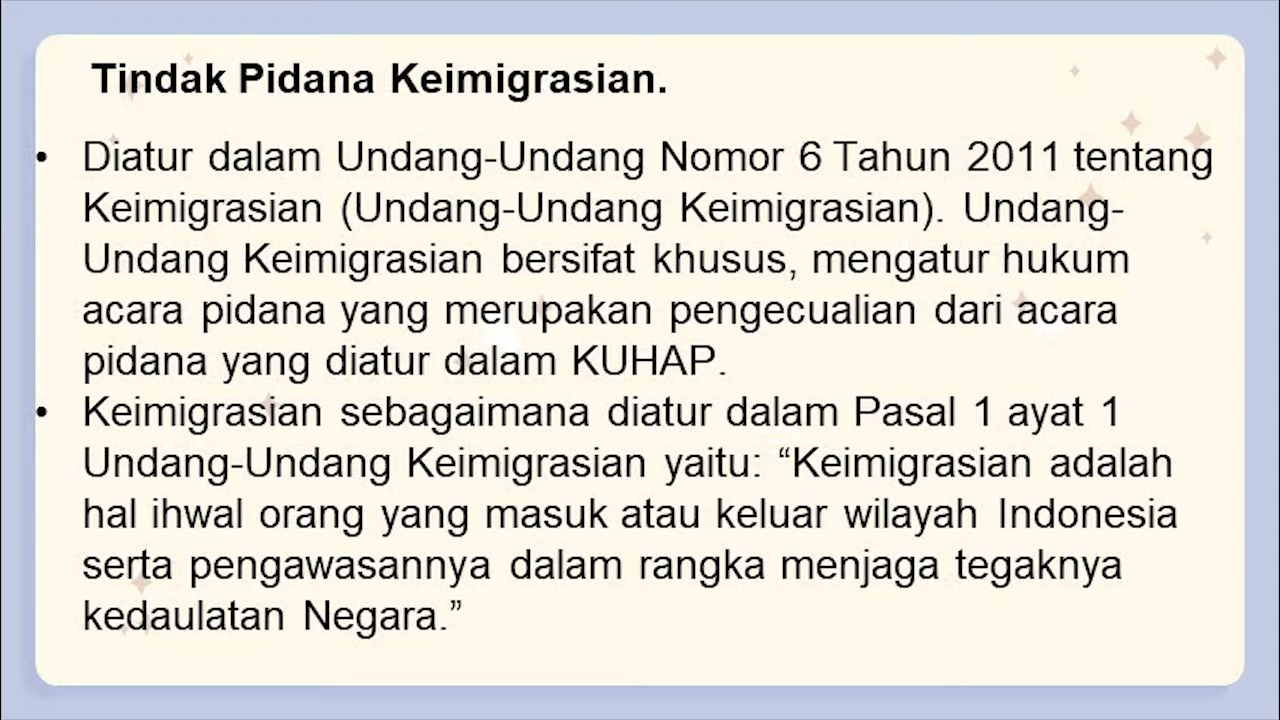 Tindak Pidana Keimigrasian.
• Diatur dalam Undang-Undang Nomor 6 Tahun 2011 tentang
Keimigrasian (Undang-Undang Keimigrasian). Undang-
Undang Keimigrasian bersifat khusus, mengatur hukum
acara pidana yang merupakan pengecualian dari acara
pidana yang diatur dalam KUHAP.
• Keimigrasian sebagaimana diatur dalam Pasal 1 ayat 1
Undang-Undang Keimigrasian yaitu: “Keimigrasian adalah
hal ihwal orang yang masuk atau keluar wilayah Indonesia
serta pengawasannya dalam rangka menjaga tegaknya
kedaulatan Negara.”